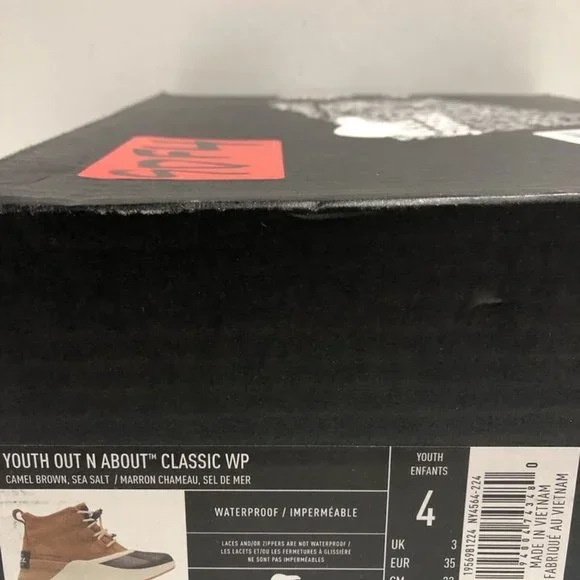 YOUTH OUT N ABOUT™ CLASSIC WP
CAMEL BROWN, SEA SALT / MARRON CHAMEAU, SEL DE MER
WATERPROOF / IMPERMÉABLE
LACES AND/OR ZIPPERS ARE NOT WATERPROOF /
LES LACETS ET/OU LES FERMETURES À GLISSIÈRE
NE SONT PAS IMPERMÉABLES.
YOUTH
ENFANTS
4
UK 3
EUR 35
CM
1956981224 NY4564-224
MADE IN VIETNAM
FABRIQUÉ AU VIETNAM